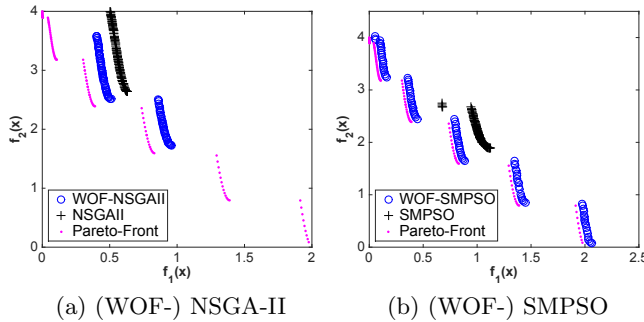 4
3
2
1
0
f2(x)
WOF-NSGAII
NSGAII
Pareto-Front
0 0.5 1 1.5 2
f1(x)
(a) (WOF-) NSGA-II
5
4
3
2
1
0
f2(x)
WOF-SMPSO
SMPSO
Pareto-Front
0 0.5 1 1.5 2 2.5
f1(x)
(b) (WOF-) SMPSO